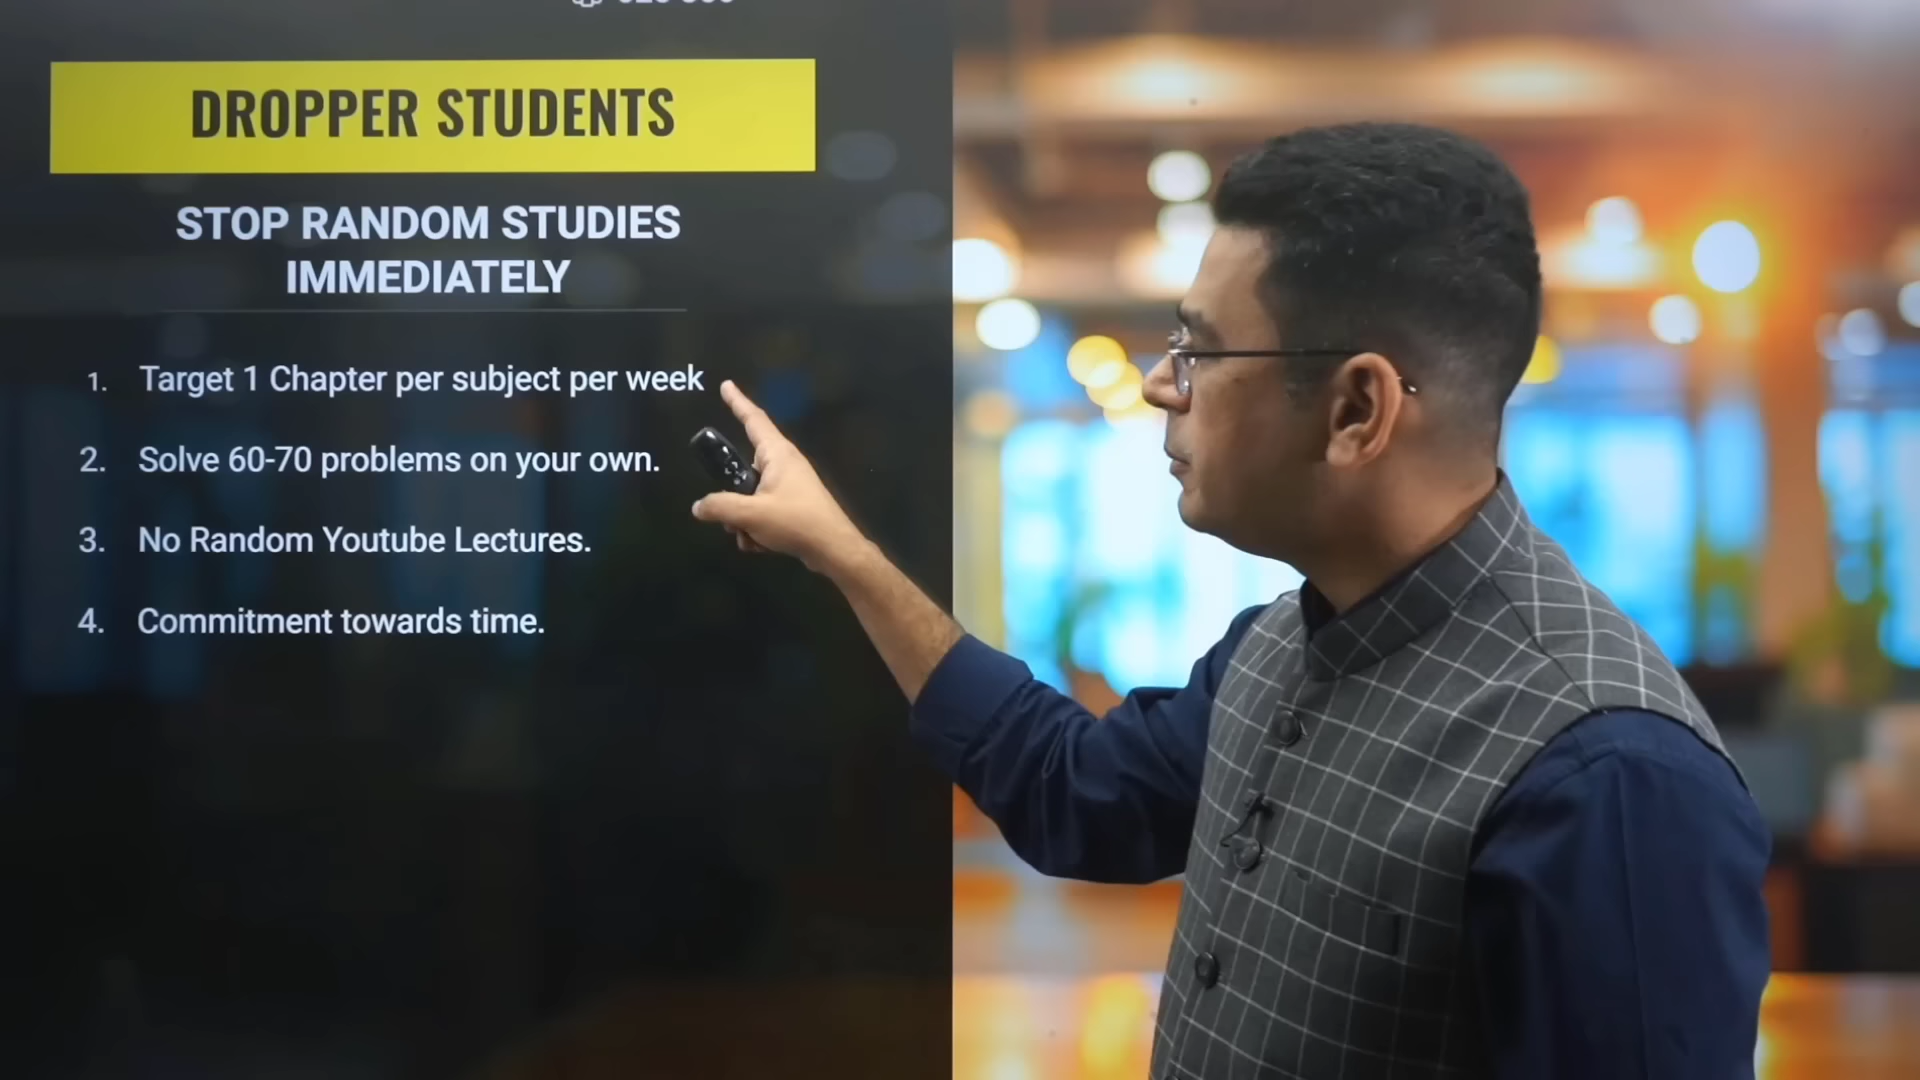 DROPPER STUDENTS
STOP RANDOM STUDIES
IMMEDIATELY
1. Target 1 Chapter per subject per week
2. Solve 60-70 problems on your own.
3. No Random Youtube Lectures.
4. Commitment towards time.